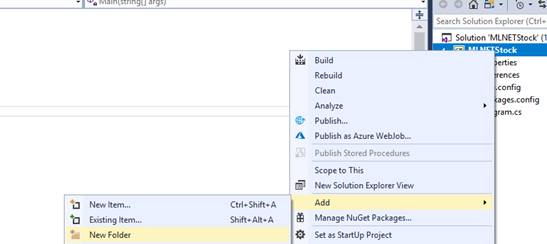 Main(string[] args)
Search Solution Explorer (Ctrl
Solution 'MLNETStock' (1
MLNETStock
perties
erences
.config
kages.config
gram.cs
Build
Rebuild
Clean
Analyze
Publish...
Publish as Azure WebJob...
Publish Stored Procedures
Scope to This
New Solution Explorer View
Add
Manage NuGet Packages...
Set as StartUp Project
New Item... Ctrl+Shift+A
Existing Item... Shift+Alt+A
New Folder